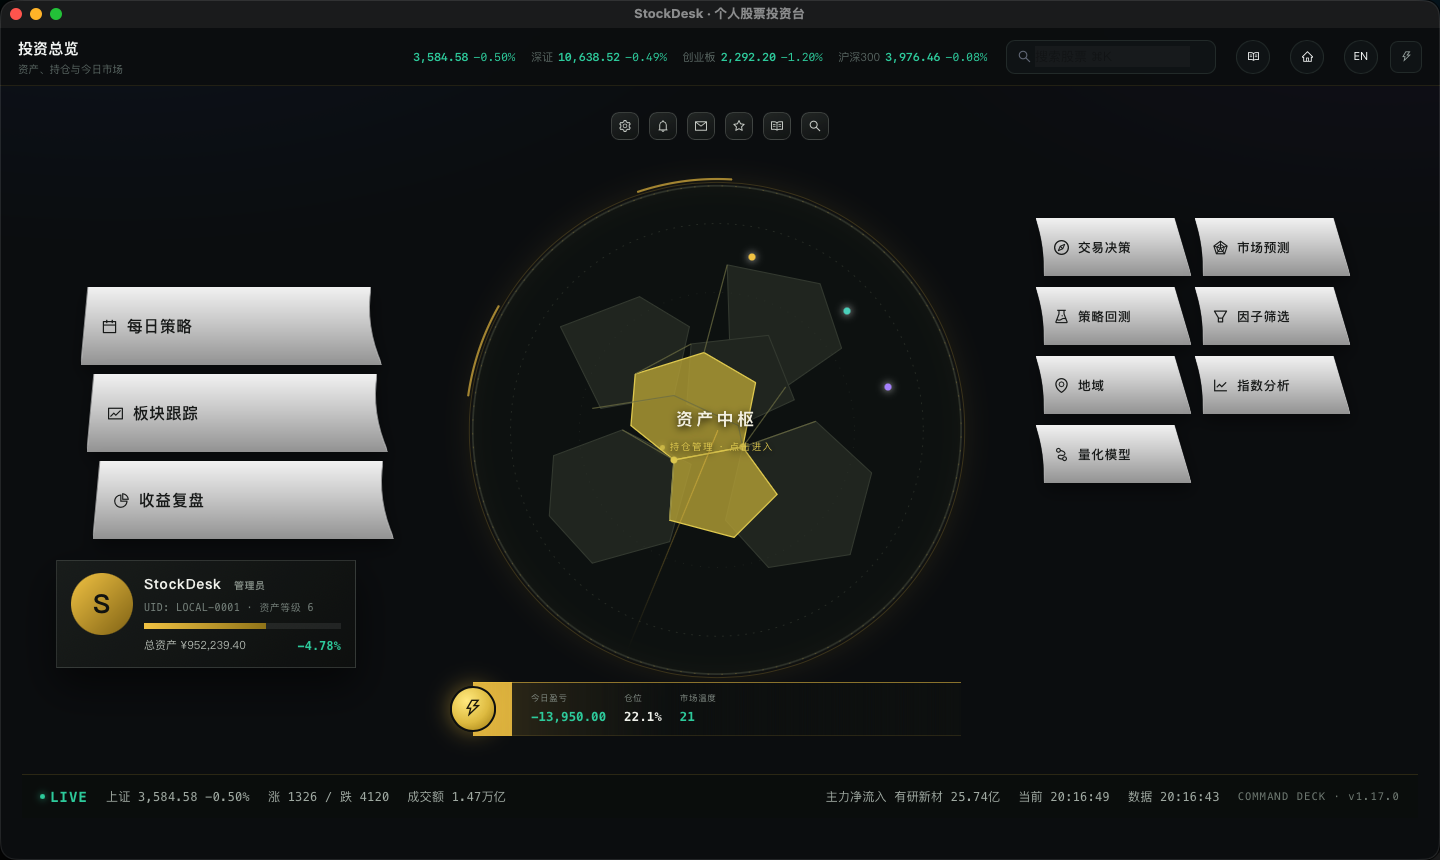 StockDesk · 个人股票投资台
投资总览
资产、持仓与今日市场
3,584.58 −0.50% 深证 10,638.52 −0.49% 创业板 2,292.20 −1.20% 沪深300 3,976.46 −0.08%
EN
每日策略
板块跟踪
收益复盘
资产中枢
持仓管理 · 点击进入
交易决策
市场预测
策略回测
因子筛选
地域
指数分析
量化模型
S
StockDesk 管理员
UID: LOCAL-0001 · 资产等级 6
总资产 ¥952,239.40 −4.78%
今日盈亏 仓位 市场温度
−13,950.00 22.1% 21
LIVE 上证 3,584.58 −0.50% 涨 1326 / 跌 4120 成交额 1.47万亿
主力净流入 有研新材 25.74亿 当前 20:16:49 数据 20:16:43 COMMAND DECK · v1.17.0